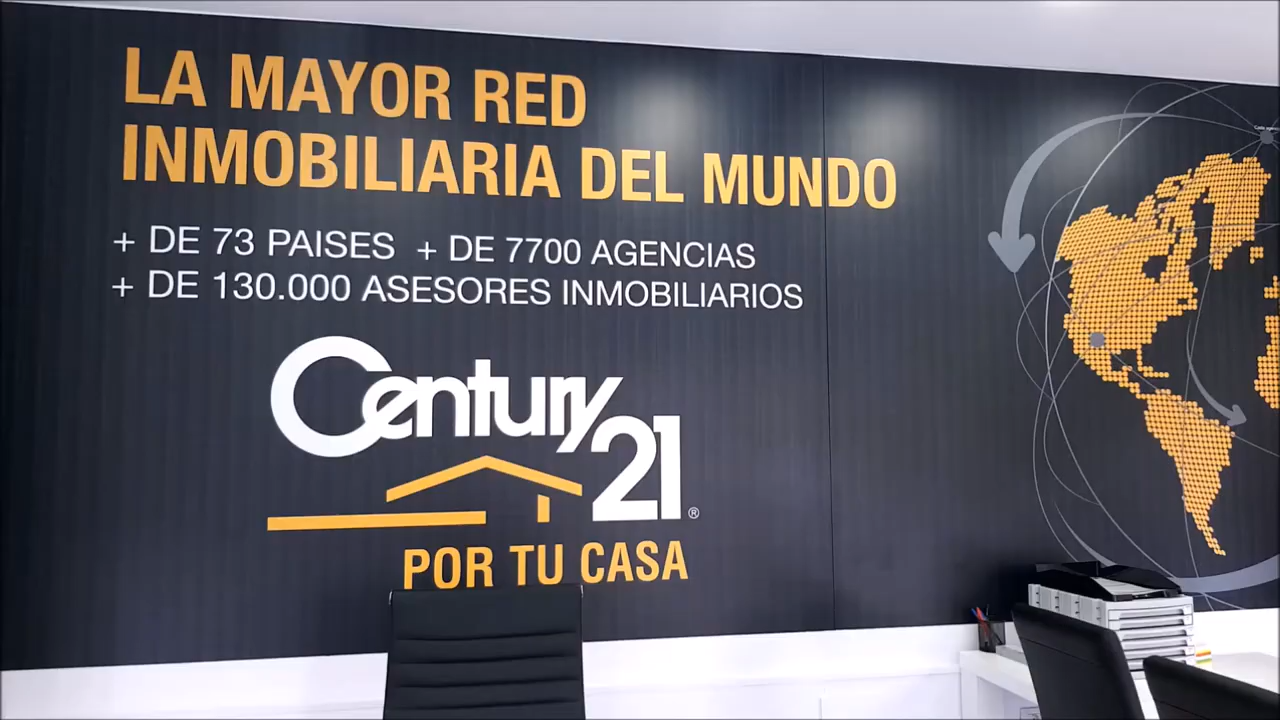 LA MAYOR RED
INMOBILIARIA DEL MUNDO
+ DE 73 PAISES + DE 7700 AGENCIAS
+ DE 130.000 ASESORES INMOBILIARIOS
Century
21®
POR TU CASA